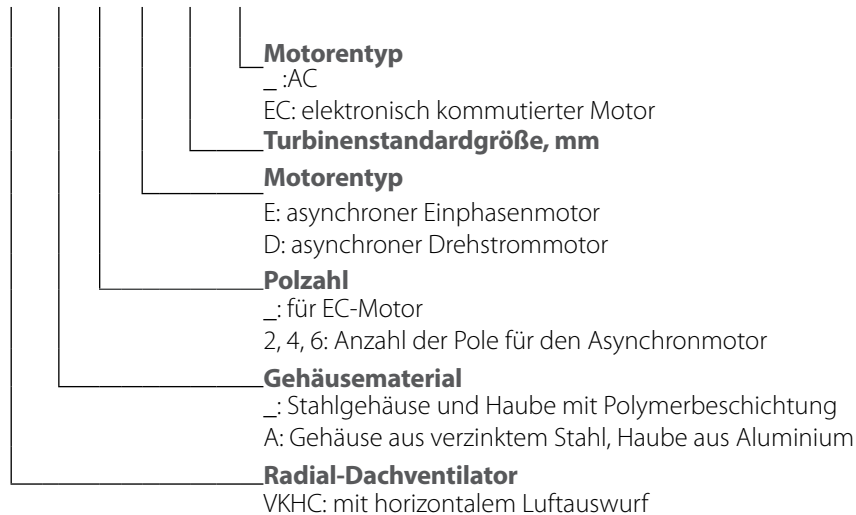 Motorentyp
_ :AC
EC: elektronisch kommutierter Motor
Turbinenstandardgröße, mm
Motorentyp
E: asynchroner Einphasenmotor
D: asynchroner Drehstrommotor
Polzahl
_: für EC-Motor
2, 4, 6: Anzahl der Pole für den Asynchronmotor
Gehäusematerial
_: Stahlgehäuse und Haube mit Polymerbeschichtung
A: Gehäuse aus verzinktem Stahl, Haube aus Aluminium
Radial-Dachventilator
VKHC: mit horizontalem Luftauswurf